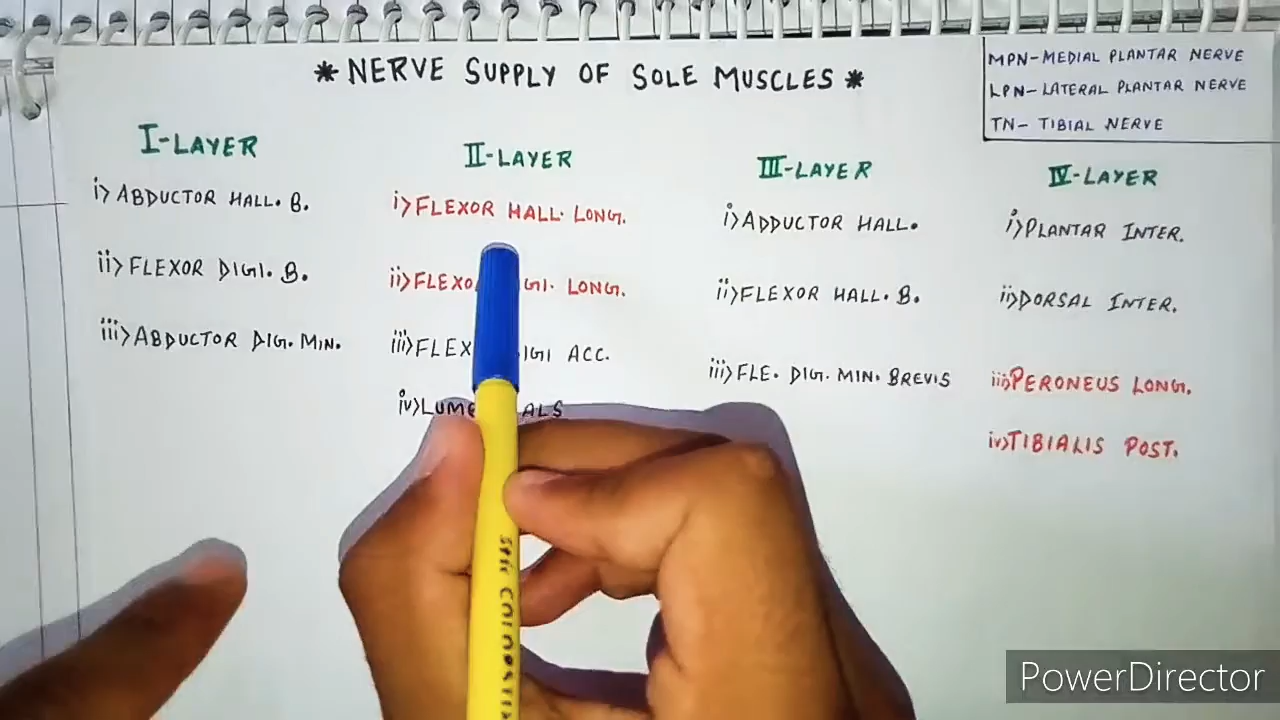 * NERVE SUPPLY OF SOLE MUSCLES *
MPN-MEDIAL PLANTAR NERVE
LPN-LATERAL PLANTAR NERVE
TN- TIBIAL NERVE
I-LAYER
i> ABDUCTOR HALL. B.
ii> FLEXOR DIGI. B.
iii> ABDUCTOR DIG. MIN.
II-LAYER
i> FLEXOR HALL. LONG.
ii> LONG.
iii> ACC.
iv>
III-LAYER
i> ADDUCTOR HALL.
ii> FLEXOR HALL. B.
iii> FLE. DIG. MIN. BREVIS
IV-LAYER
i> PLANTAR INTER.
ii> DORSAL INTER.
iii> PERONEUS LONG.
iv> TIBIALIS POST.
PowerDirector